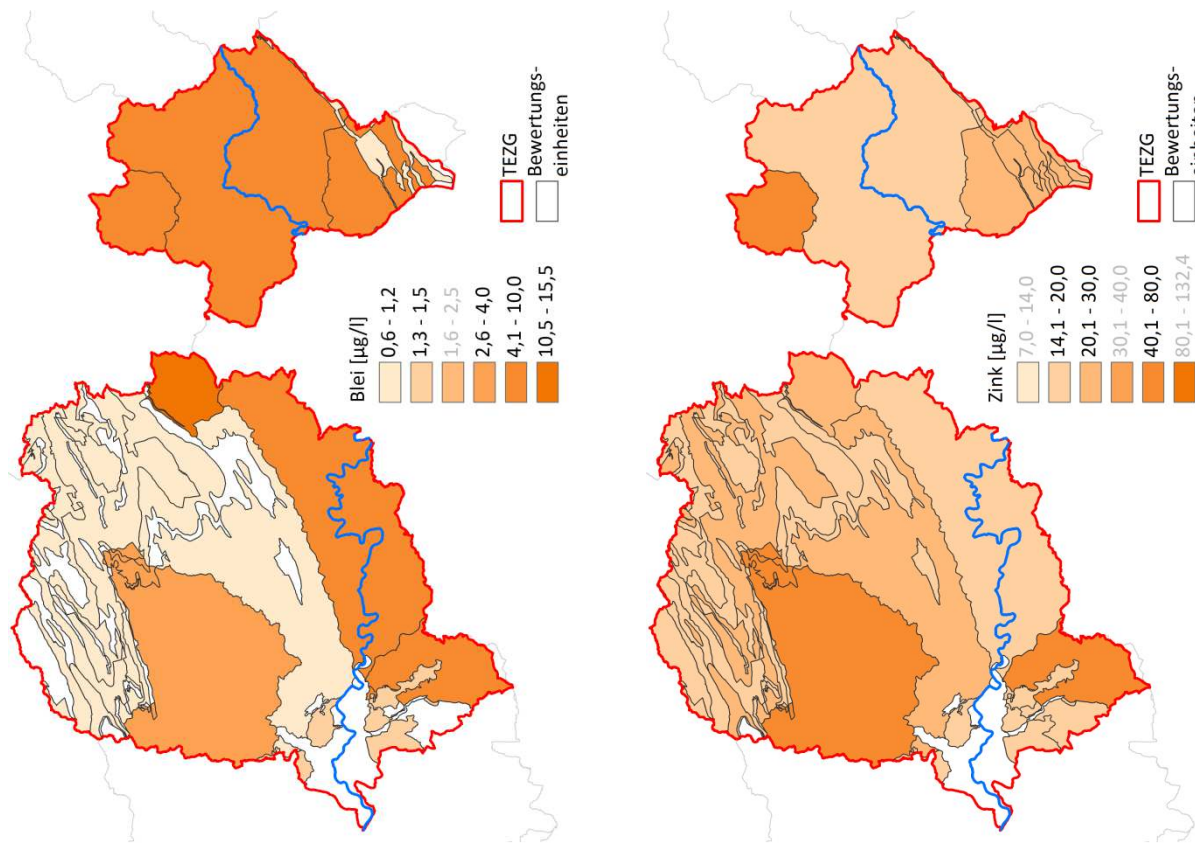 Blei [µg/l]
0,6 - 1,2
1,3 - 1,5
1,6 - 2,5
2,6 - 4,0
4,1 - 10,0
10,5 - 15,5
TEZG
Bewertungs-
einheiten
Zink [µg/l]
7,0 - 14,0
14,1 - 20,0
20,1 - 30,0
30,1 - 40,0
40,1 - 80,0
80,1 - 132,4
TEZG
Bewertungs-
einheiten